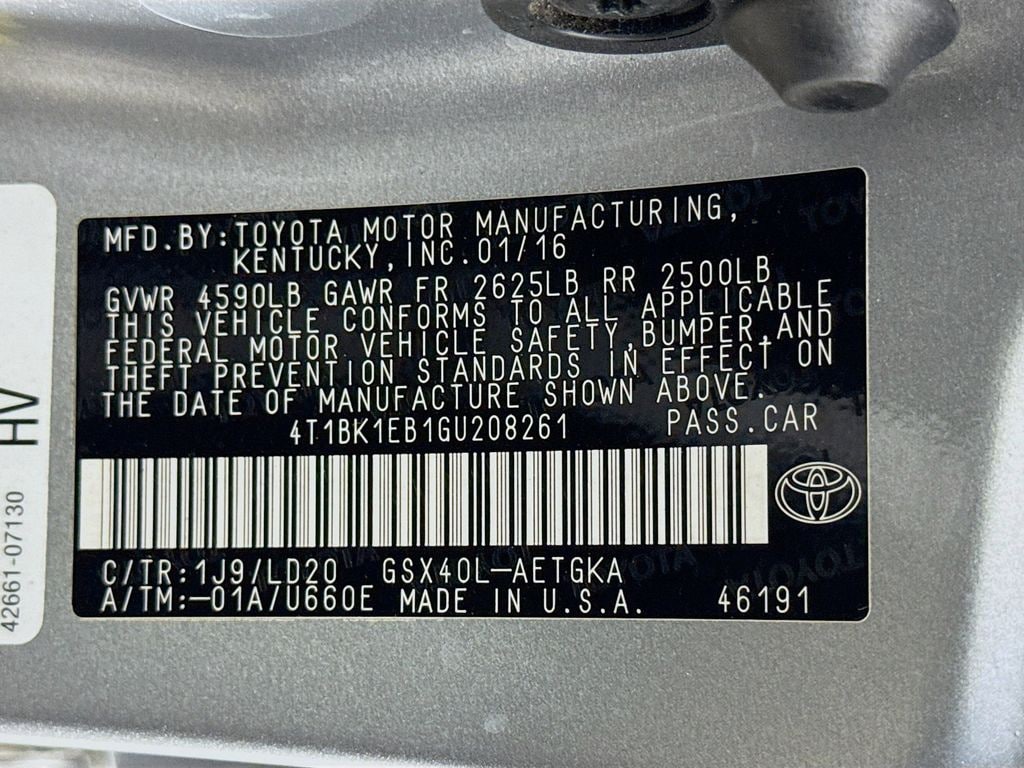 MFD.BY:TOYOTA MOTOR MANUFACTURING,
KENTUCKY,INC.01/16
GVWR 4590LB GAWR FR 2625LB RR 2500LB
THIS VEHICLE CONFORMS TO ALL APPLICABLE
FEDERAL MOTOR VEHICLE SAFETY,BUMPER,AND
THEFT PREVENTION STANDARDS IN EFFECT ON
THE DATE OF MANUFACTURE SHOWN ABOVE.
4T1BK1EB1GU208261 PASS.CAR
C/TR:1J9/LD20 GSX40L-AETGKA
A/TM:-01A/U660E MADE IN U.S.A. 46191
HV
42661-07130